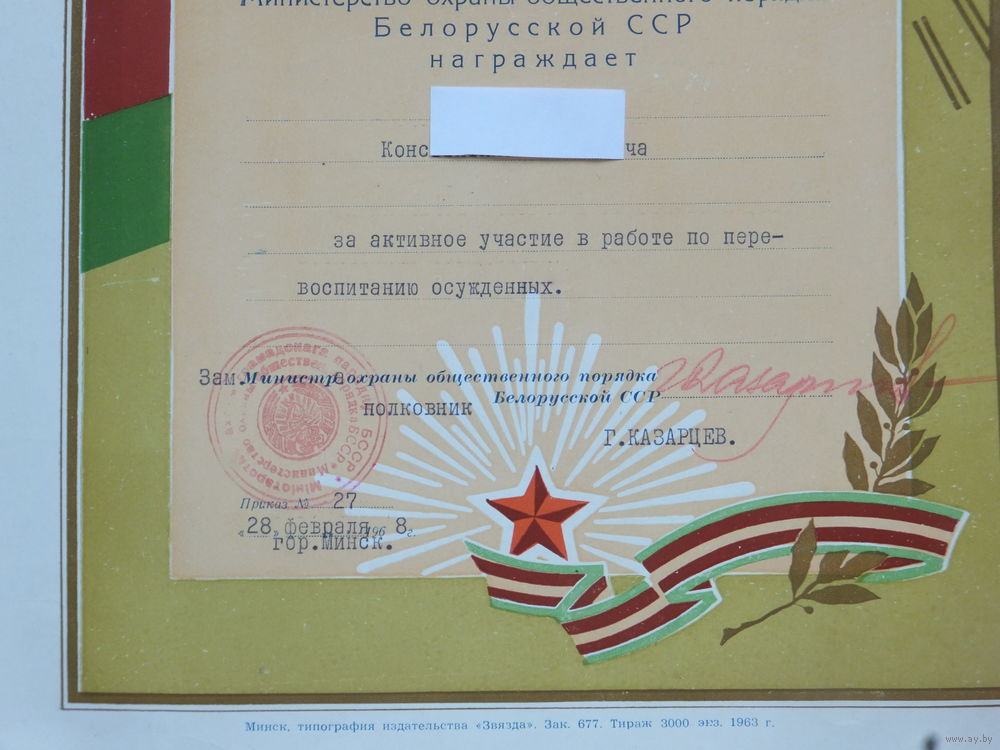 Министерство охраны общественного порядка
Белорусской ССР
награждает
Конс ча
за активное участие в работе по пере-
воспитанию осужденных.
Зам.Министра охраны общественного порядка
Белорусской ССР
полковник
Г.КАЗАРЦЕВ.
Приказ № 27
«28» февраля 1968 г.
гор.Минск.
Минск, типография издательства «Звязда». Зак. 677. Тираж 3000 экз. 1963 г.
www.ay.by